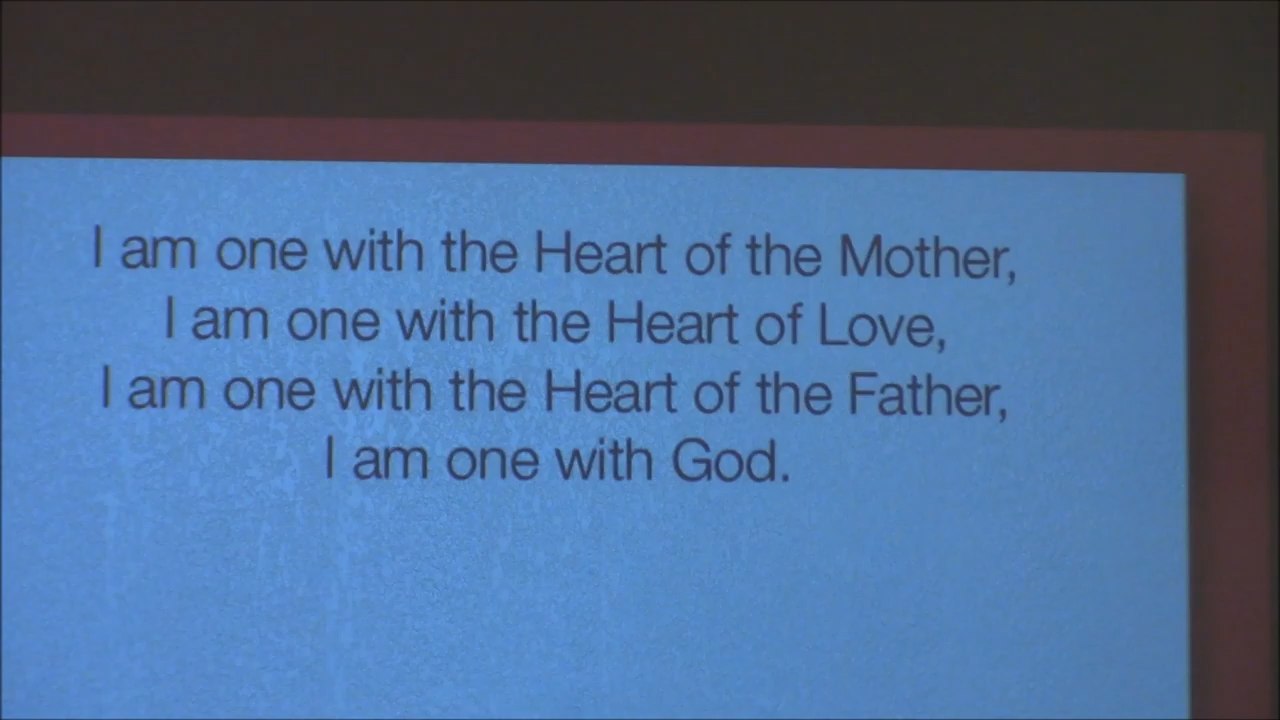 I am one with the Heart of the Mother,
I am one with the Heart of Love,
I am one with the Heart of the Father,
I am one with God.